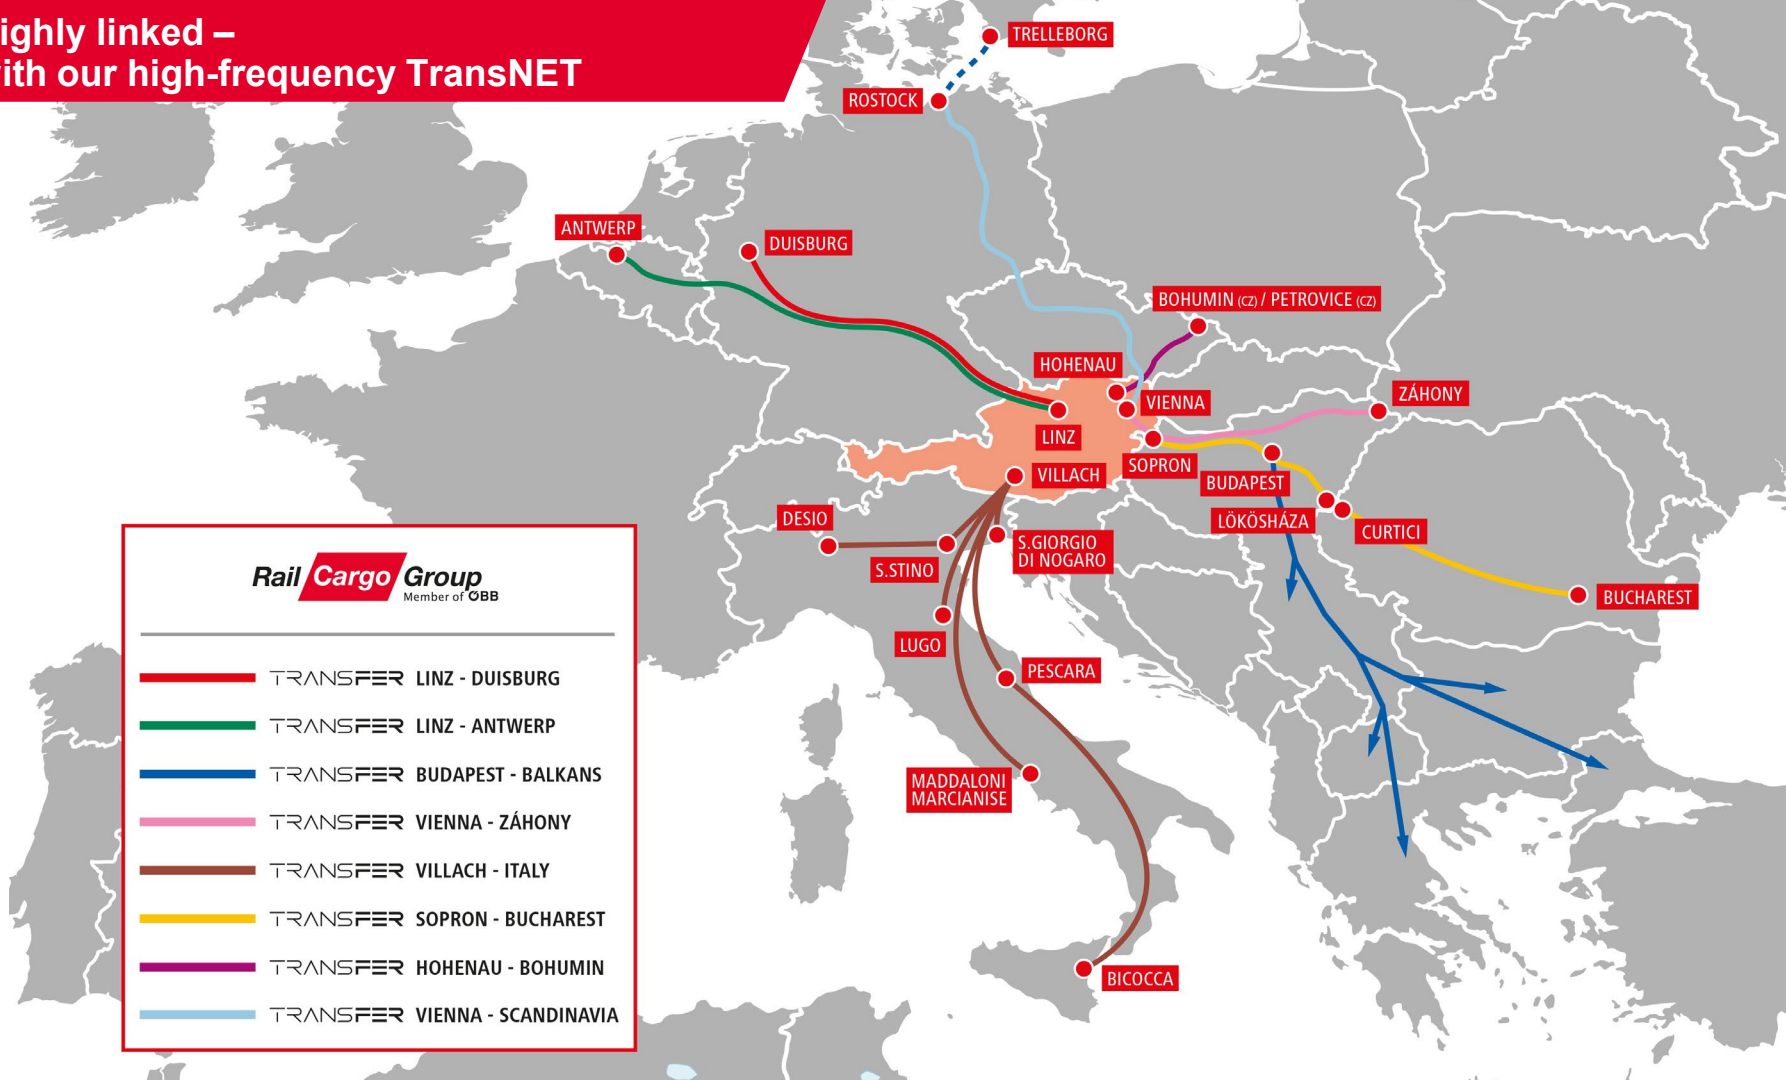 ighly linked –
ith our high-frequency TransNET
TRELLEBORG
ROSTOCK
ANTWERP
DUISBURG
BOHUMIN (CZ) / PETROVICE (CZ)
HOHENAU
VIENNA
ZÁHONY
LINZ
SOPRON
VILLACH
BUDAPEST
LÖKÖSHÁZA
CURTICI
DESIO
S.STINO
S.GIORGIO
DI NOGARO
BUCHAREST
LUGO
PESCARA
MADDALONI
MARCIANISE
BICOCCA
Rail Cargo Group
Member of ÖBB
TRANSFER LINZ - DUISBURG
TRANSFER LINZ - ANTWERP
TRANSFER BUDAPEST - BALKANS
TRANSFER VIENNA - ZÁHONY
TRANSFER VILLACH - ITALY
TRANSFER SOPRON - BUCHAREST
TRANSFER HOHENAU - BOHUMIN
TRANSFER VIENNA - SCANDINAVIA